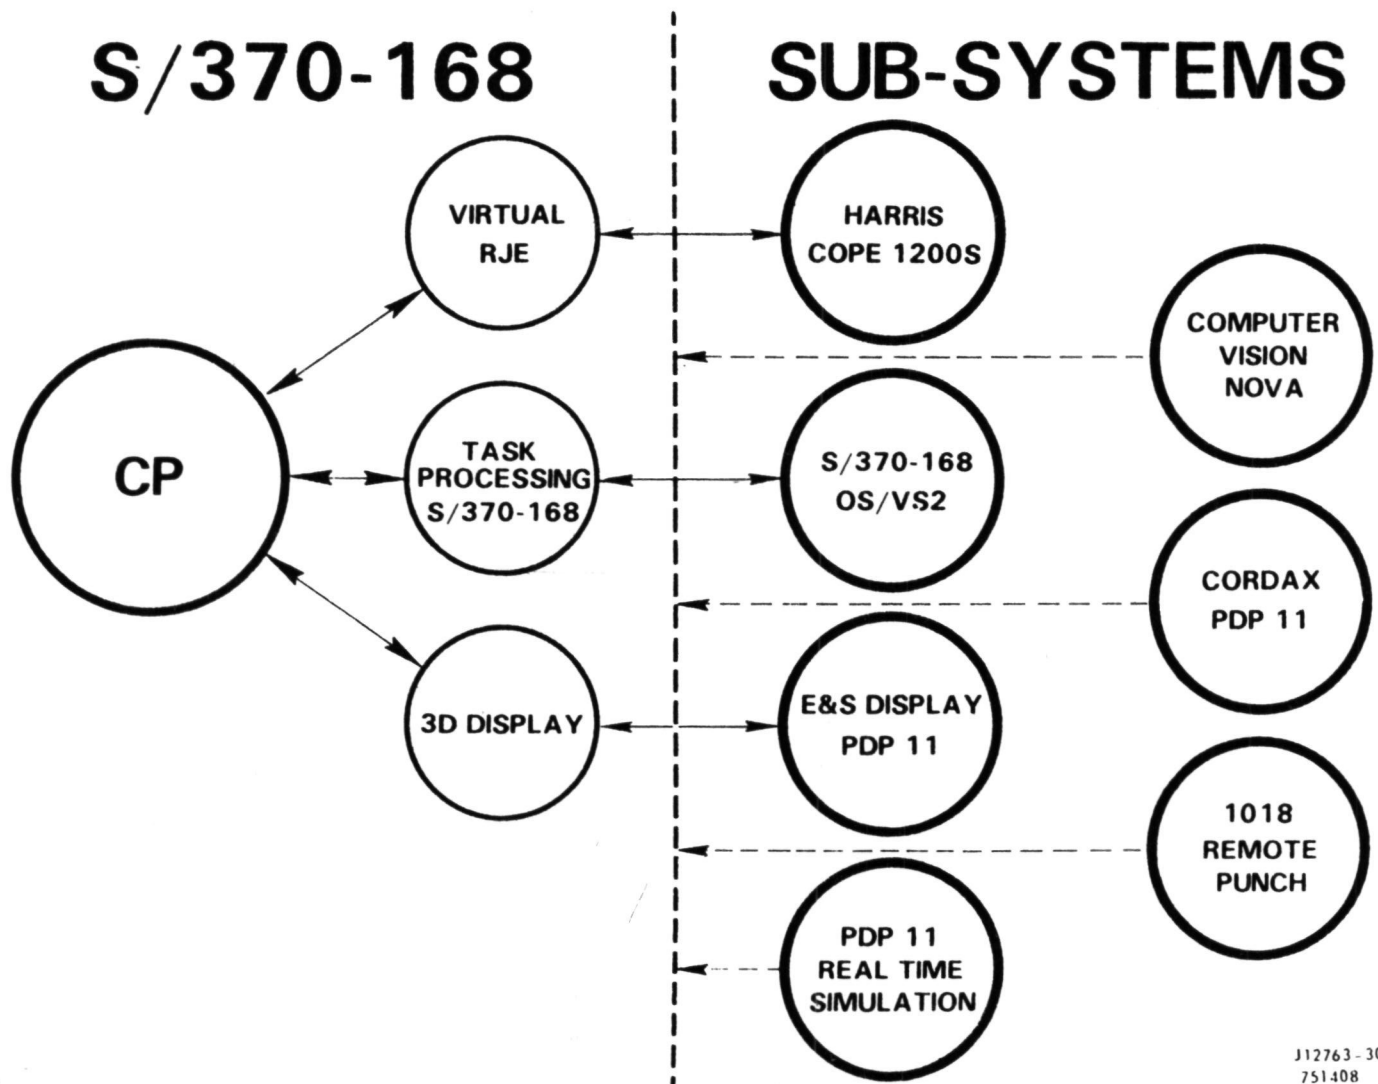 S/370-168
SUB-SYSTEMS
VIRTUAL
RJE
HARRIS
COPE 1200S
COMPUTER
VISION
NOVA
CP
TASK
PROCESSING
S/370-168
S/370-168
OS/VS2
CORDAX
PDP 11
3D DISPLAY
E&S DISPLAY
PDP 11
1018
REMOTE
PUNCH
PDP 11
REAL TIME
SIMULATION
J12763-30
751408